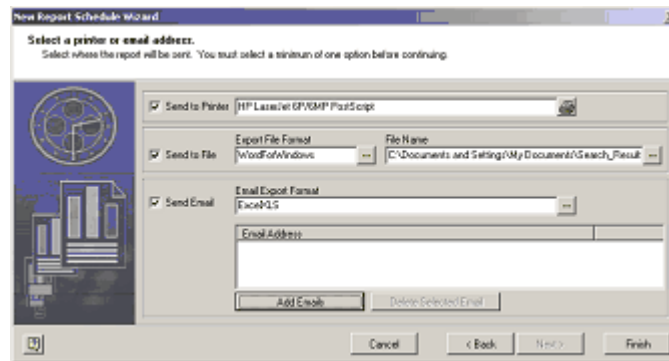 New Report Schedule Wizard
Select a printer or email address.
Select where the report will be sent. You must select a minimum of one option before continuing.
Send to Printer HP LaserJet 6P/6MP PostScript
Export File Format File Name
Send to File WordForWindows ... C:\Documents and Settings\My Documents\Search_Result ...
Email Export Format
Send Email ExcelXLS ...
Email Address
Add Emails Delete Selected Email
Cancel < Back Next > Finish